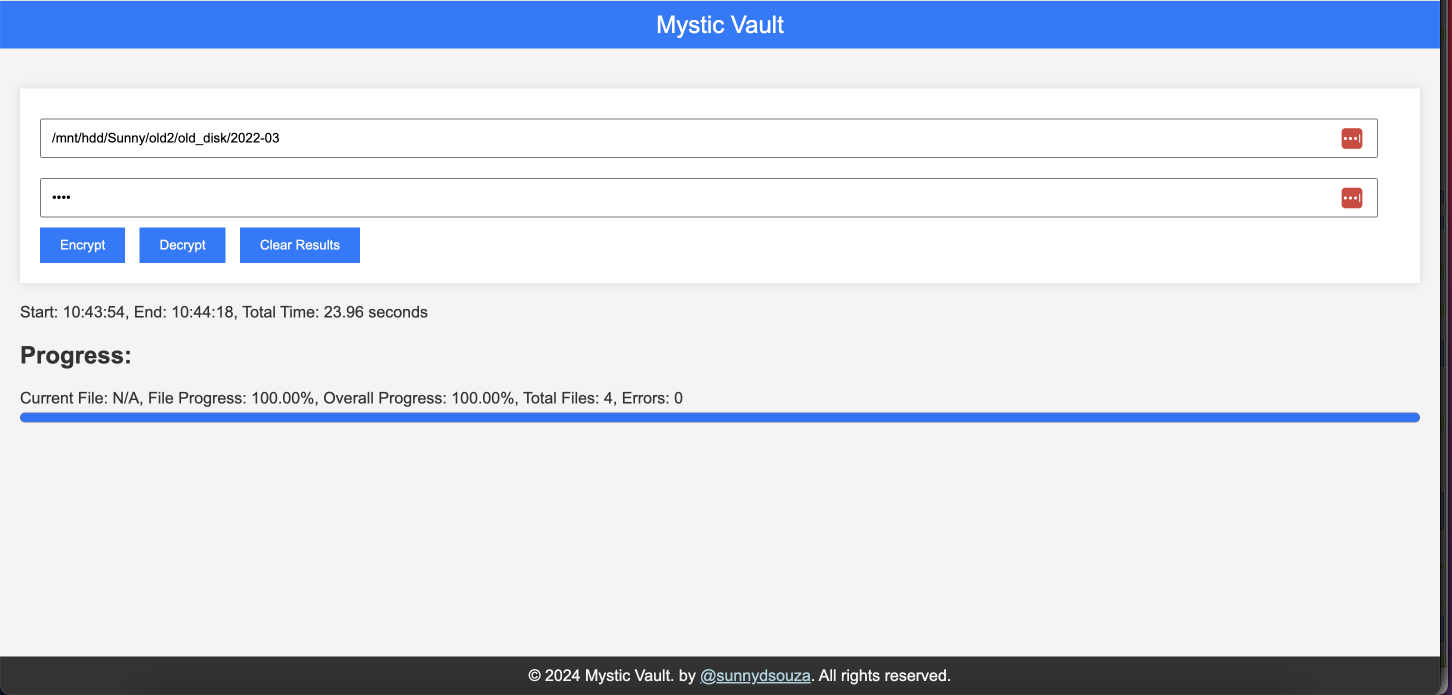 Mystic Vault
/mnt/hdd/Sunny/old2/old_disk/2022-03
••••
Encrypt Decrypt Clear Results
Start: 10:43:54, End: 10:44:18, Total Time: 23.96 seconds
Progress:
Current File: N/A, File Progress: 100.00%, Overall Progress: 100.00%, Total Files: 4, Errors: 0
© 2024 Mystic Vault. by @sunnydsouza. All rights reserved.